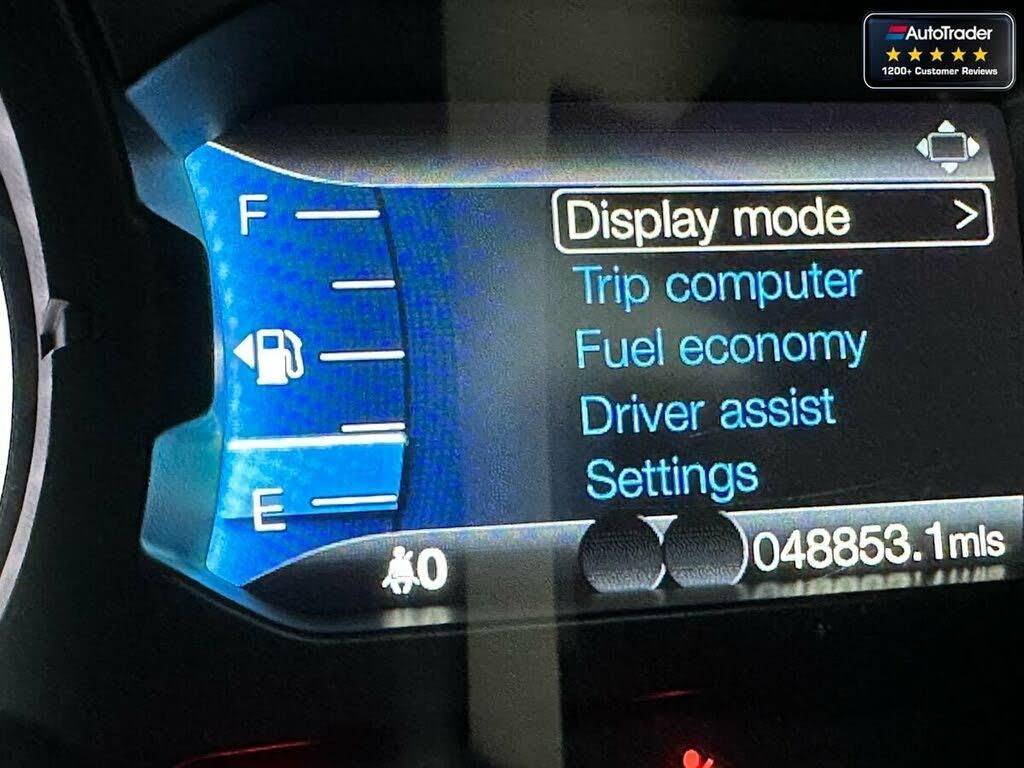 AutoTrader
1200+ Customer Reviews
F
Display mode >
Trip computer
Fuel economy
Driver assist
Settings
E
0
048853.1mls